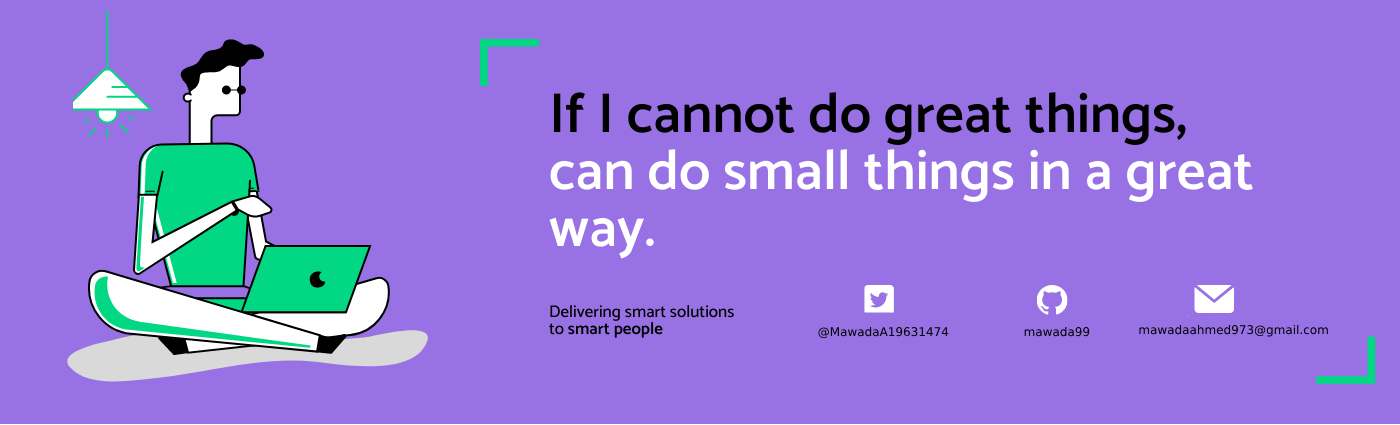 If I cannot do great things,
can do small things in a great
way.
Delivering smart solutions
to smart people
@MawadaA19631474
mawada99
mawadaahmed973@gmail.com